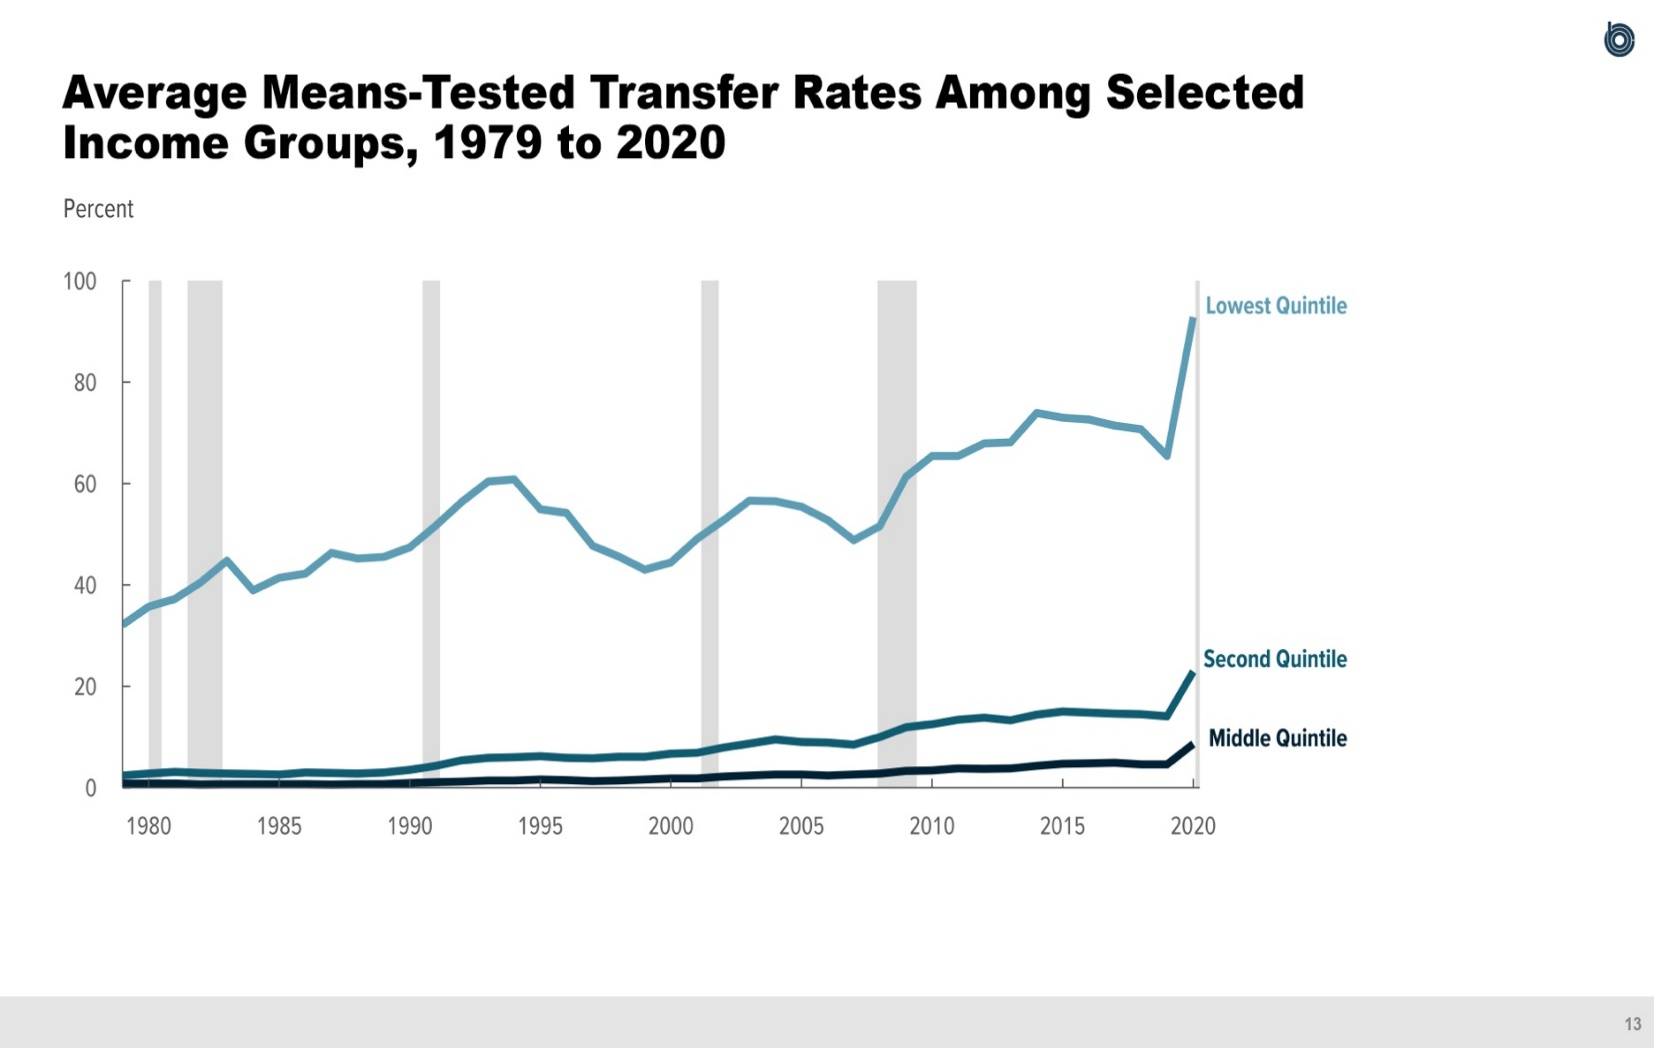 Average Means-Tested Transfer Rates Among Selected
Income Groups, 1979 to 2020
Percent
100
80
60
40
20
0
Lowest Quintile
Second Quintile
Middle Quintile
1980 1985 1990 1995 2000 2005 2010 2015 2020
13